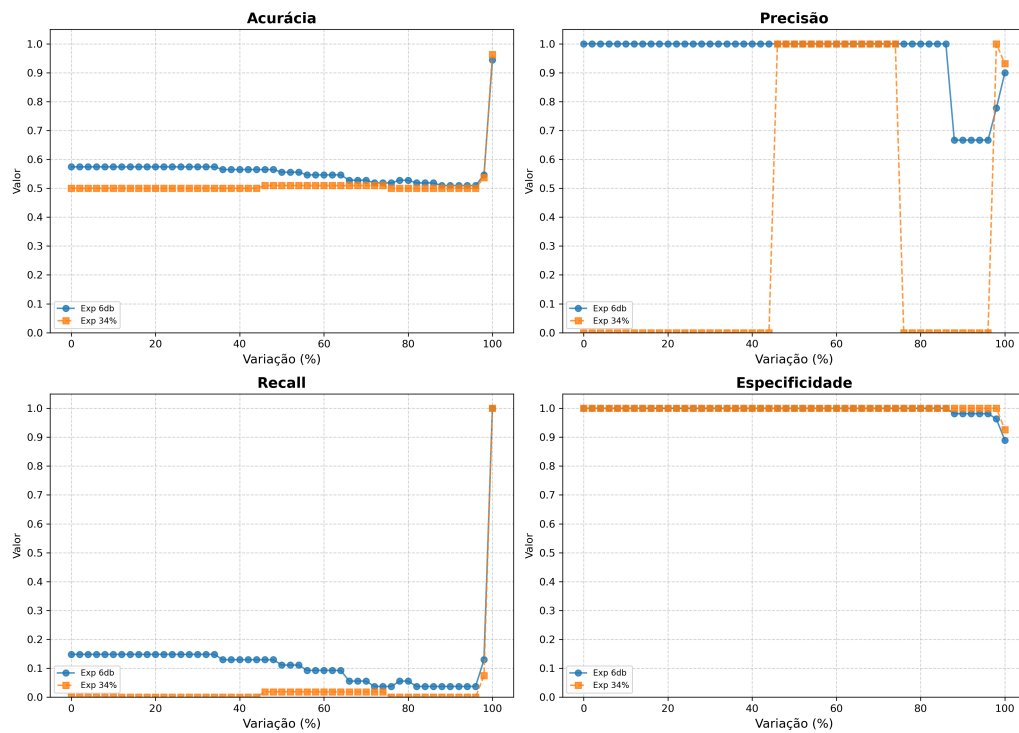 Acurácia
Valor
1.0
0.9
0.8
0.7
0.6
0.5
0.4
0.3
0.2
0.1
0.0
Exp 6db
Exp 34%
0 20 40 60 80 100
Variação (%)
Precisão
Valor
1.0
0.9
0.8
0.7
0.6
0.5
0.4
0.3
0.2
0.1
0.0
Exp 6db
Exp 34%
0 20 40 60 80 100
Variação (%)
Recall
Valor
1.0
0.9
0.8
0.7
0.6
0.5
0.4
0.3
0.2
0.1
0.0
Exp 6db
Exp 34%
0 20 40 60 80 100
Variação (%)
Especificidade
Valor
1.0
0.9
0.8
0.7
0.6
0.5
0.4
0.3
0.2
0.1
0.0
Exp 6db
Exp 34%
0 20 40 60 80 100
Variação (%)